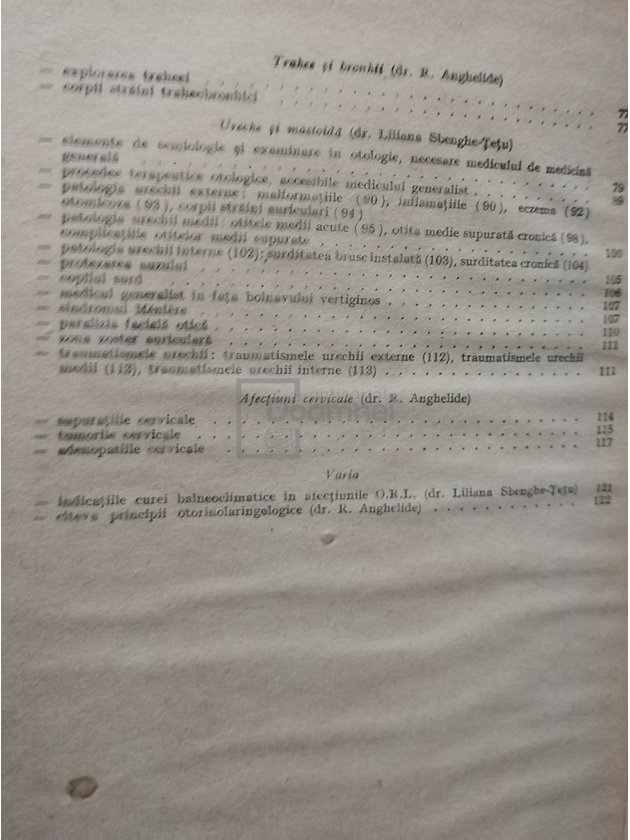 Trahee și bronhii (dr. R. Anghelide)
— explorarea traheei
77
— corpii străini traheobronhici
77
Ureche și mastoidă (dr. Liliana Sbenghe-Țețu)
— elemente de semiologie și examinare în otologie, necesare medicului de medicină
generală
79
— procedee terapeutice otologice, accesibile medicului generalist
89
— patologia urechii externe; malformațiile (90), inflamațiile (90), eczema (92)
otomicoza (93), corpii străini auriculari (94)
— patologia urechii medii: otitele medii acute (95), otita medie supurată cronică (98),
complicațiile otitelor medii supurate
100
— patologia urechii interne (102): surditatea brusc instalată (103), surditatea cronică (104)
— protezarea auzului
105
— copilul surd
106
— medicul generalist în fața bolnavului vertiginos
107
— sindromul Ménière
107
— paralizia facială otică
110
— zona zoster auriculară
111
— traumatismele urechii: traumatismele urechii externe (112), traumatismele urechii
medii (112), traumatismele urechii interne (113)
111
Afecțiuni cervicale (dr. R. Anghelide)
— supurațiile cervicale
114
— tumorile cervicale
115
— adenopatiile cervicale
117
Varia
— indicațiile curei balneoclimatice în afecțiunile O.R.L. (dr. Liliana Sbenghe-Țețu)
121
— cîteva principii otorinolaringologice (dr. R. Anghelide)
122